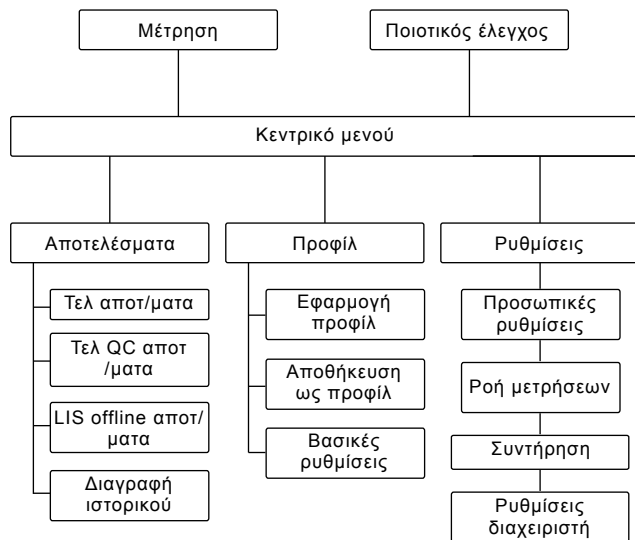 Μέτρηση
Ποιοτικός έλεγχος
Κεντρικό μενού
Αποτελέσματα
Τελ αποτ/ματα
Τελ QC αποτ
/ματα
LIS offline αποτ/
ματα
Διαγραφή
ιστορικού
Προφίλ
Εφαρμογή
προφίλ
Αποθήκευση
ως προφίλ
Βασικές
ρυθμίσεις
Ρυθμίσεις
Προσωπικές
ρυθμίσεις
Ροή μετρήσεων
Συντήρηση
Ρυθμίσεις
διαχειριστή